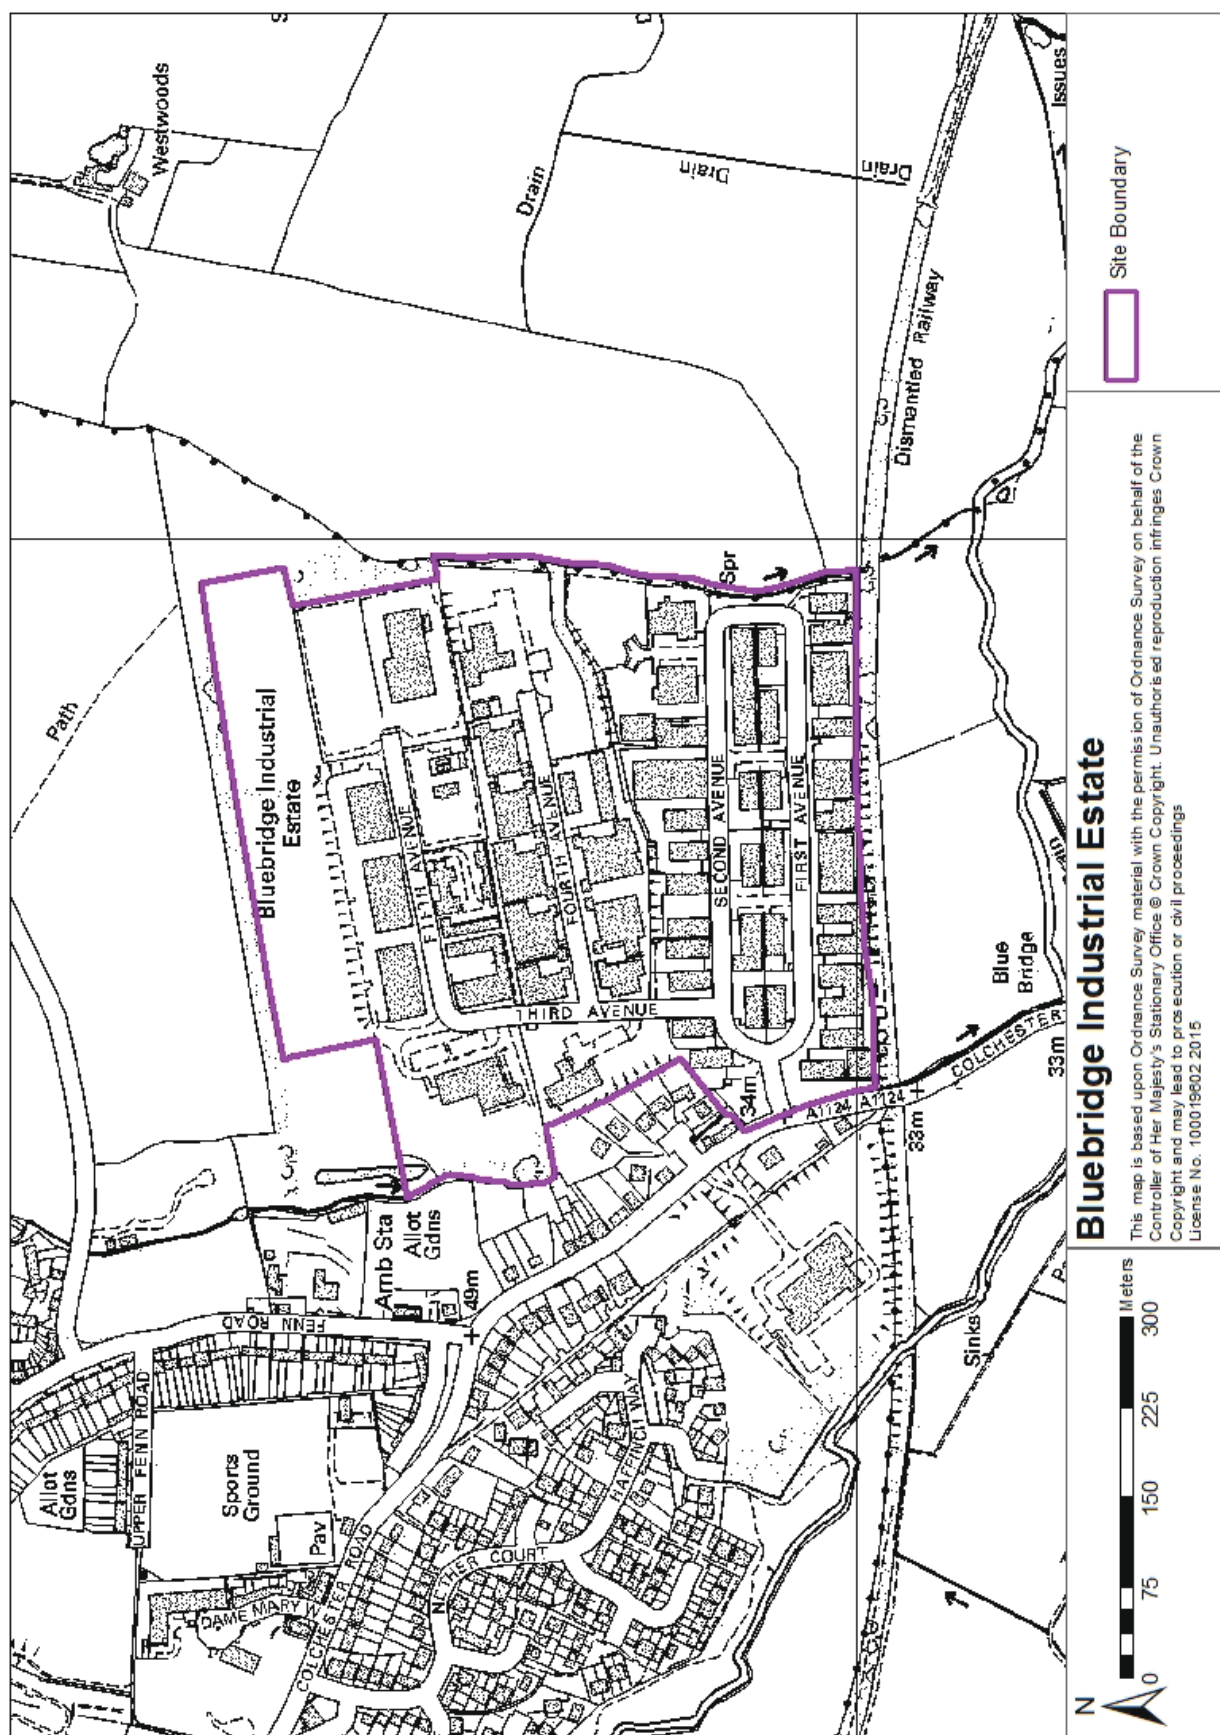 Westwoods
Path
Drain
Drain
Drain
Dismantled Railway
Issues
Spr
Bluebridge Industrial
Estate
FIFTH AVENUE
FOURTH AVENUE
THIRD AVENUE
SECOND AVENUE
FIRST AVENUE
34m
A1124
A1124
COLCHESTER
33m
33m
Blue
Bridge
Amb Sta
Allot
Gdns
49m
FENN ROAD
UPPER FENN ROAD
Allot
Gdns
Sports
Ground
Pav
DAME MARY W
COLCHESTER ROAD
COURT
WAY
Sinks
N
0 75 150 225 300
Meters
Bluebridge Industrial Estate
This map is based upon Ordnance Survey material with the permission of Ordnance Survey on behalf of the
Controller of Her Majesty's Stationary Office © Crown Copyright. Unauthorised reproduction infringes Crown
Copyright and may lead to prosecution or civil proceedings
License No. 100019602 2015
Site Boundary